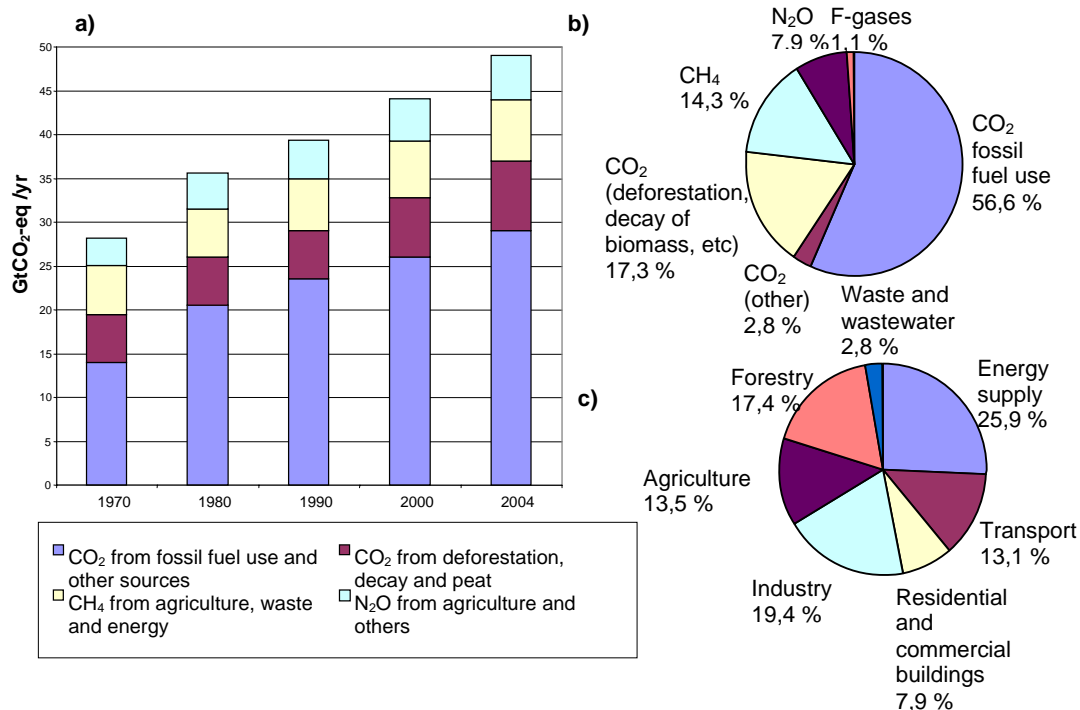 a)
GtCO₂-eq /yr
50
45
40
35
30
25
20
15
10
5
0
1970
1980
1990
2000
2004
CO₂ from fossil fuel use and
other sources
CO₂ from deforestation,
decay and peat
CH₄ from agriculture, waste
and energy
N₂O from agriculture and
others
b)
N₂O
7,9 %
F-gases
1,1 %
CH₄
14,3 %
CO₂
fossil
fuel use
56,6 %
CO₂
(deforestation,
decay of
biomass, etc)
17,3 %
CO₂
(other)
2,8 %
c)
Waste and
wastewater
2,8 %
Forestry
17,4 %
Energy
supply
25,9 %
Agriculture
13,5 %
Transport
13,1 %
Industry
19,4 %
Residential
and
commercial
buildings
7,9 %